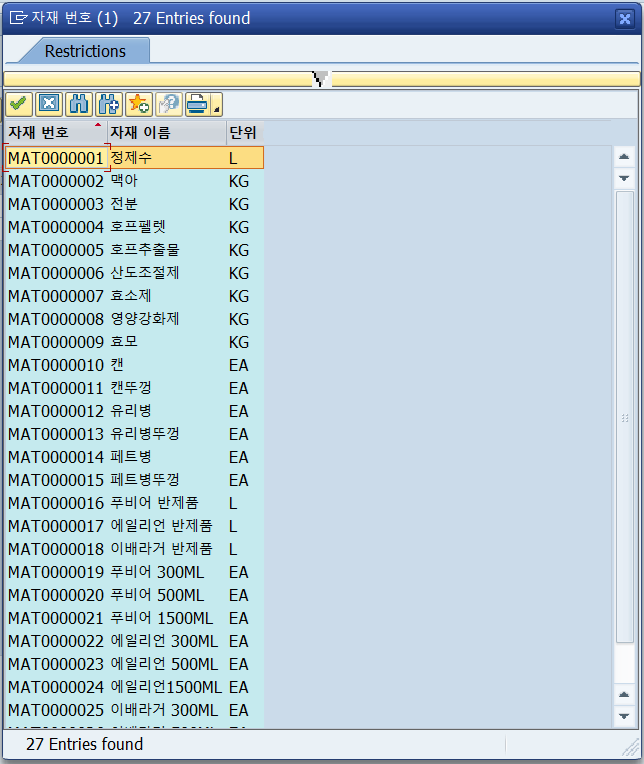 자재 번호 (1) 27 Entries found
Restrictions
자재 번호 자재 이름 단위
MAT0000001 정제수 L
MAT0000002 맥아 KG
MAT0000003 전분 KG
MAT0000004 호프펠렛 KG
MAT0000005 호프추출물 KG
MAT0000006 산도조절제 KG
MAT0000007 효소제 KG
MAT0000008 영양강화제 KG
MAT0000009 효모 KG
MAT0000010 캔 EA
MAT0000011 캔뚜껑 EA
MAT0000012 유리병 EA
MAT0000013 유리병뚜껑 EA
MAT0000014 페트병 EA
MAT0000015 페트병뚜껑 EA
MAT0000016 푸비어 반제품 L
MAT0000017 에일리언 반제품 L
MAT0000018 이배라거 반제품 L
MAT0000019 푸비어 300ML EA
MAT0000020 푸비어 500ML EA
MAT0000021 푸비어 1500ML EA
MAT0000022 에일리언 300ML EA
MAT0000023 에일리언 500ML EA
MAT0000024 에일리언1500ML EA
MAT0000025 이배라거 300ML EA
27 Entries found